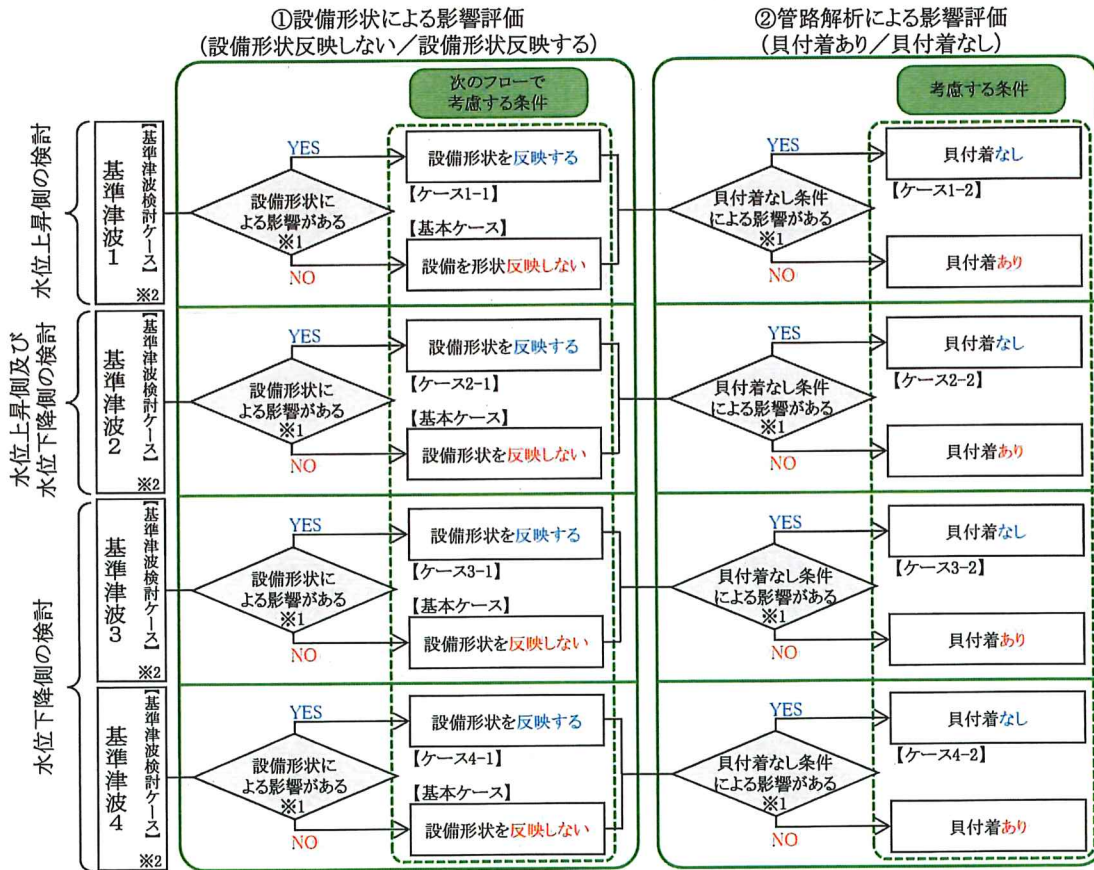 ①設備形状による影響評価
(設備形状反映しない／設備形状反映する)
②管路解析による影響評価
(貝付着あり／貝付着なし)
次のフローで
考慮する条件
考慮する条件
水位上昇側の検討
【基準津波検討ケース】
基準津波1
※2
設備形状に
よる影響がある
※1
YES
NO
設備形状を反映する
【ケース1-1】
【基本ケース】
設備を形状反映しない
貝付着なし条件
による影響がある
※1
YES
NO
貝付着なし
【ケース1-2】
貝付着あり
水位上昇側及び
水位下降側の検討
【基準津波検討ケース】
基準津波2
※2
設備形状に
よる影響がある
※1
YES
NO
設備形状を反映する
【ケース2-1】
【基本ケース】
設備形状を反映しない
貝付着なし条件
による影響がある
※1
YES
NO
貝付着なし
【ケース2-2】
貝付着あり
水位下降側の検討
【基準津波検討ケース】
基準津波3
※2
設備形状に
よる影響がある
※1
YES
NO
設備形状を反映する
【ケース3-1】
【基本ケース】
設備形状を反映しない
貝付着なし条件
による影響がある
※1
YES
NO
貝付着なし
【ケース3-2】
貝付着あり
【基準津波検討ケース】
基準津波4
※2
設備形状に
よる影響がある
※1
YES
NO
設備形状を反映する
【ケース4-1】
【基本ケース】
設備形状を反映しない
貝付着なし条件
による影響がある
※1
YES
NO
貝付着なし
【ケース4-2】
貝付着あり